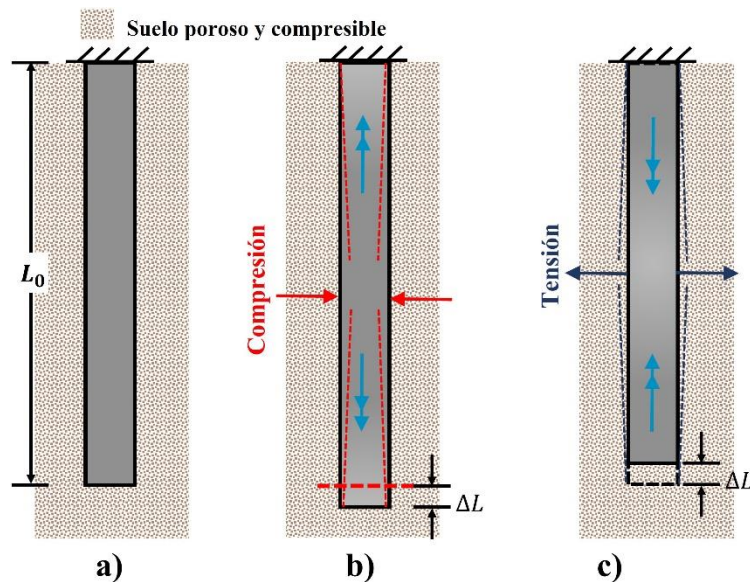 Suelo poroso y compresible
L₀
Compresión
ΔL
Tensión
ΔL
a)
b)
c)